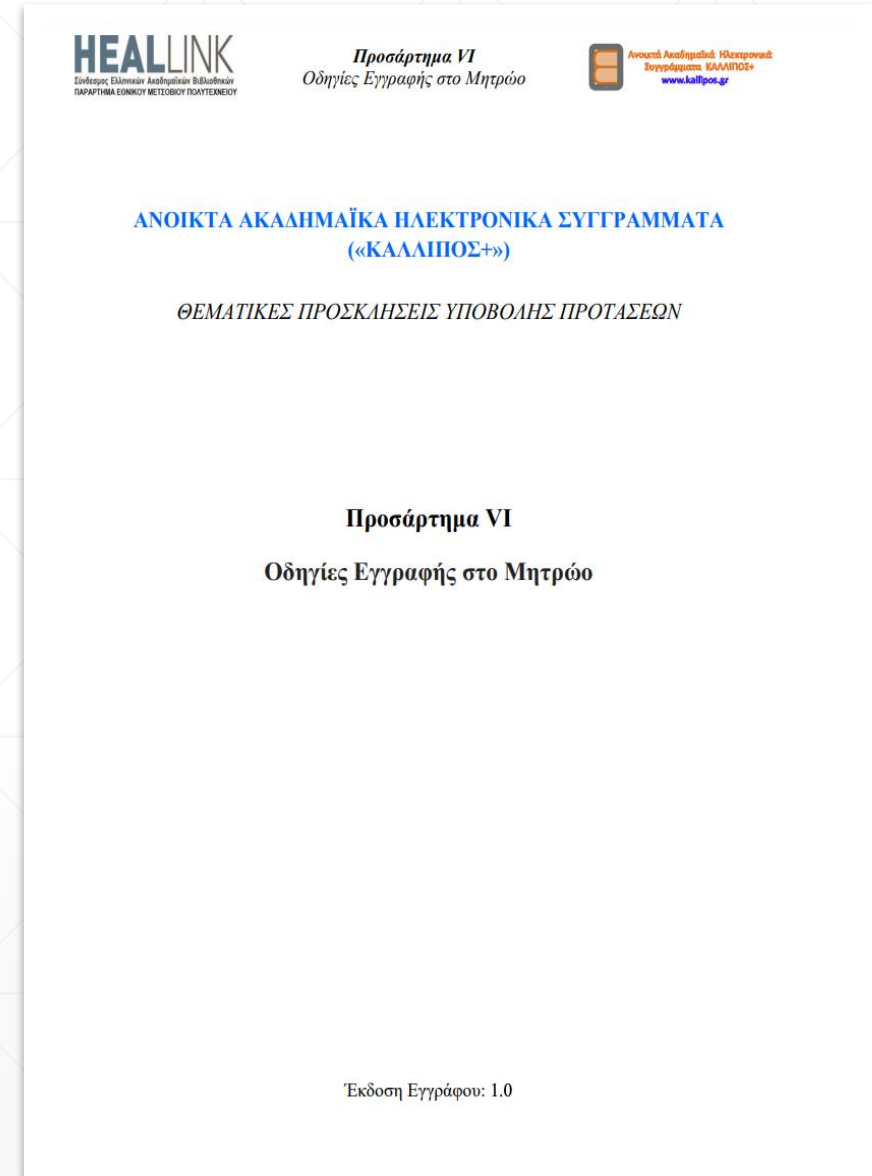 HEALLINK
Σύνδεσμος Ελληνικών Ακαδημαϊκών Βιβλιοθηκών
ΠΑΡΑΡΤΗΜΑ ΕΘΝΙΚΟΥ ΜΕΤΣΟΒΙΟΥ ΠΟΛΥΤΕΧΝΕΙΟΥ
Προσάρτημα VI
Οδηγίες Εγγραφής στο Μητρώο
Ανοικτά Ακαδημαϊκά Ηλεκτρονικά
Συγγράμματα ΚΑΛΛΙΠΟΣ+
www.kallipos.gr
ΑΝΟΙΚΤΑ ΑΚΑΔΗΜΑΪΚΑ ΗΛΕΚΤΡΟΝΙΚΑ ΣΥΓΓΡΑΜΜΑΤΑ
(«ΚΑΛΛΙΠΟΣ+»)
ΘΕΜΑΤΙΚΕΣ ΠΡΟΣΚΛΗΣΕΙΣ ΥΠΟΒΟΛΗΣ ΠΡΟΤΑΣΕΩΝ
Προσάρτημα VI
Οδηγίες Εγγραφής στο Μητρώο
Έκδοση Εγγράφου: 1.0